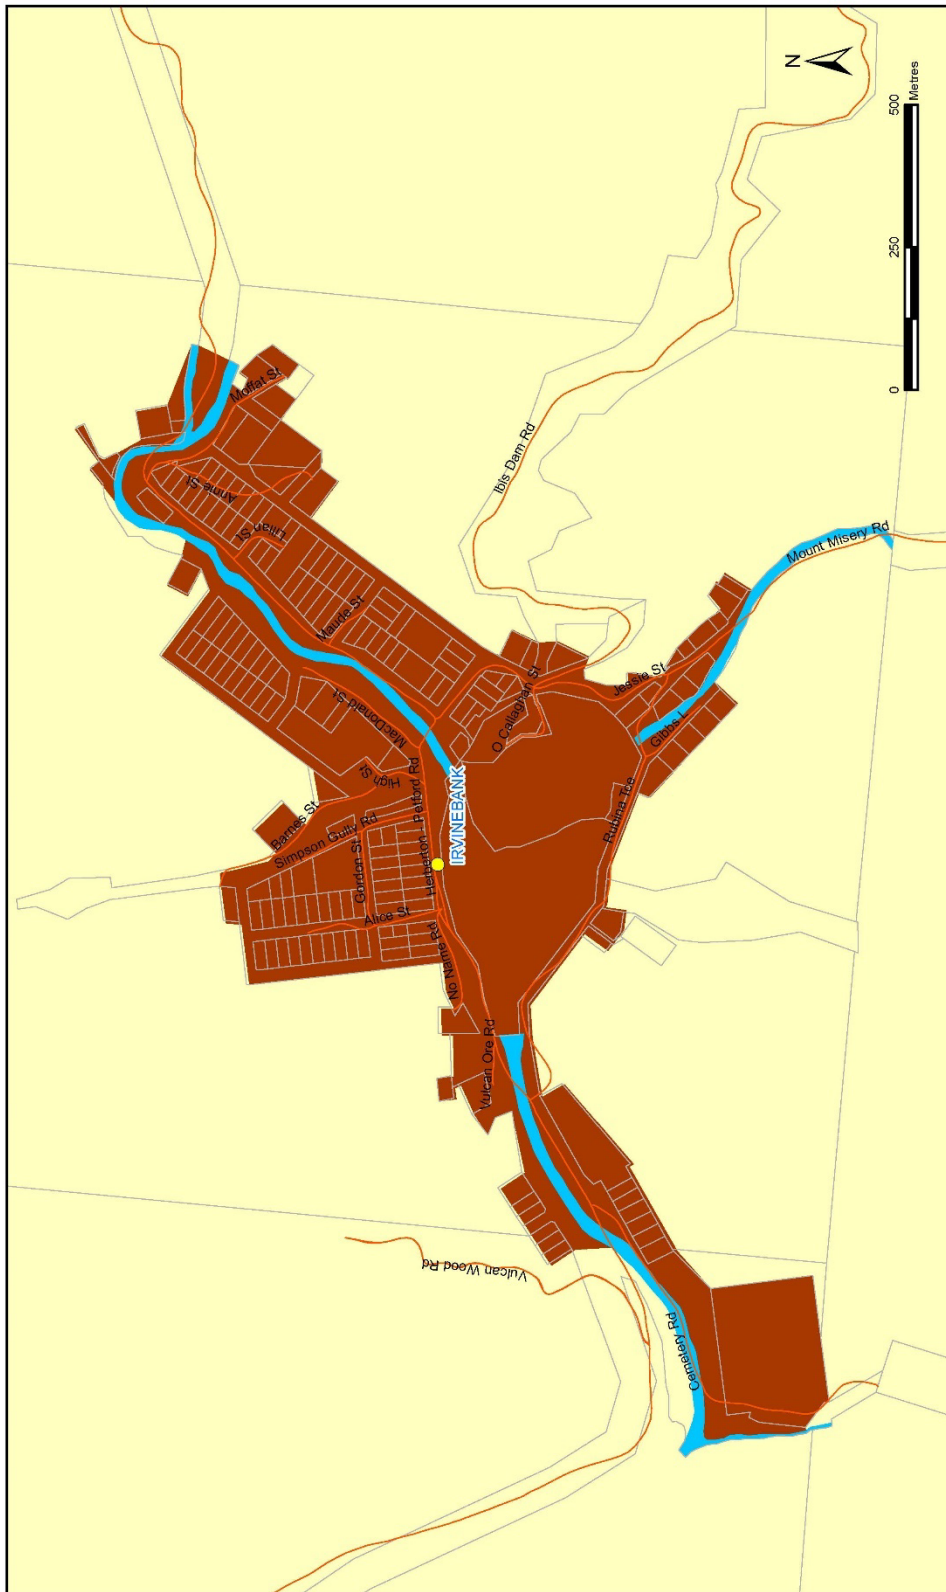 N
500
Metres
250
0
Moffat St
Annie St
Lilian St
Ibis Dam Rd
Mount Misery Rd
Maude St
MacDonald St
O Callaghan St
Jessie St
Gibbs L
High St
Herberton - Petford Rd
IRVINEBANK
Barnes St
Simpson Gully Rd
Gordon St
Rubina Tce
Alice St
No Name Rd
Vulcan Ore Rd
Vulcan Wood Rd
Cemetery Rd